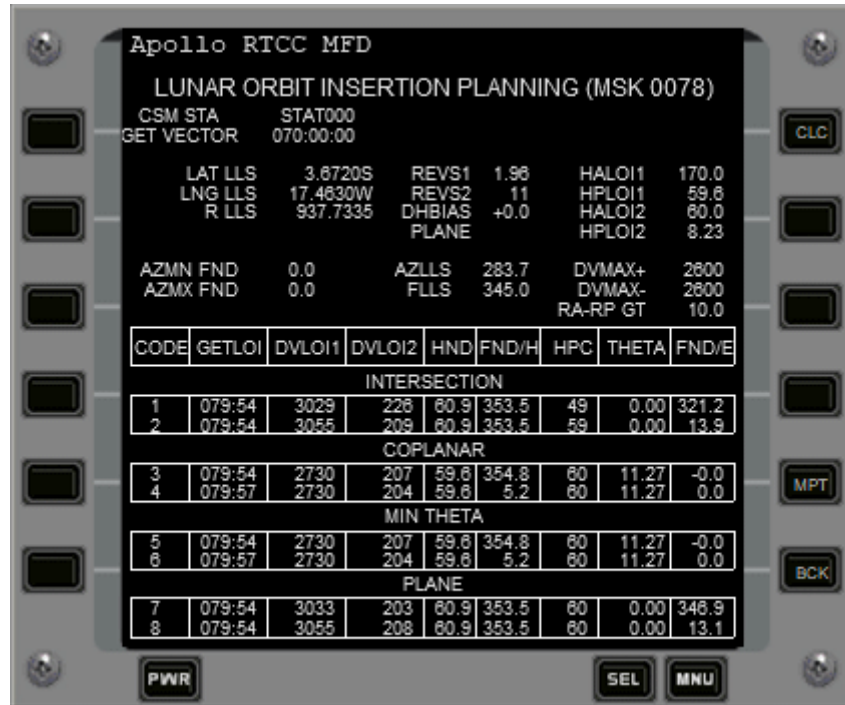 Apollo RTCC MFD
LUNAR ORBIT INSERTION PLANNING (MSK 0078)
CSM STA STAT000
GET VECTOR 070:00:00
CLC
LAT LLS 3.6720S REVS1 1.96 HALOI1 170.0
LNG LLS 17.4630W REVS2 11 HPLOI1 59.6
R LLS 937.7335 DHBIAS +0.0 HALOI2 60.0
PLANE HPLOI2 8.23
AZMN FND 0.0 AZLLS 283.7 DVMAX+ 2600
AZMX FND 0.0 FLLS 345.0 DVMAX- 2600
RA-RP GT 10.0
CODE GETLOI DVLOI1 DVLOI2 HND FND/H HPC THETA FND/E
INTERSECTION
1 079:54 3029 226 60.9 353.5 49 0.00 321.2
2 079:54 3055 209 60.9 353.5 59 0.00 13.9
COPLANAR
3 079:54 2730 207 59.6 354.8 60 11.27 -0.0
4 079:57 2730 204 59.6 5.2 60 11.27 0.0
MPT
MIN THETA
5 079:54 2730 207 59.6 354.8 60 11.27 -0.0
6 079:57 2730 204 59.6 5.2 60 11.27 0.0
BCK
PLANE
7 079:54 3033 203 60.9 353.5 60 0.00 346.9
8 079:54 3055 208 60.9 353.5 60 0.00 13.1
PWR SEL MNU